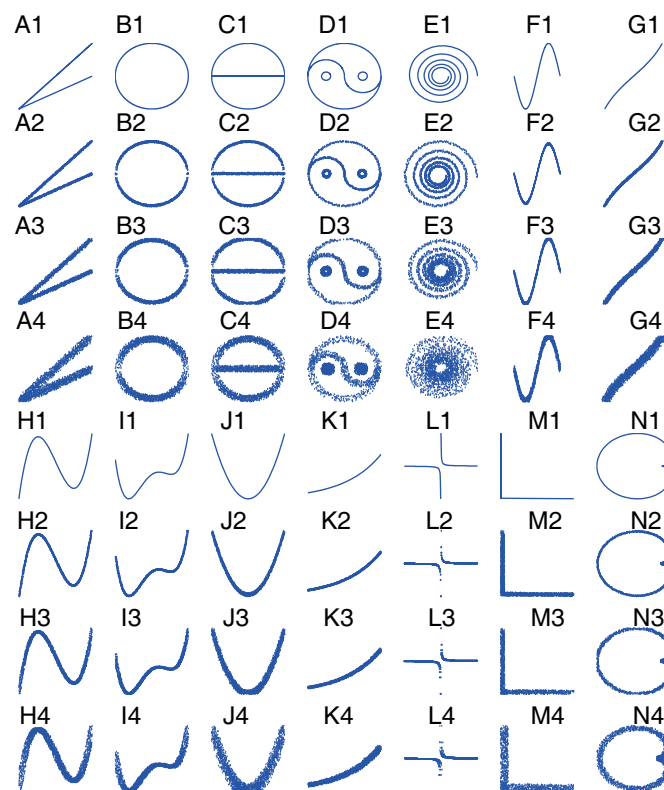 A1 B1 C1 D1 E1 F1 G1
A2 B2 C2 D2 E2 F2 G2
A3 B3 C3 D3 E3 F3 G3
A4 B4 C4 D4 E4 F4 G4
H1 I1 J1 K1 L1 M1 N1
H2 I2 J2 K2 L2 M2 N2
H3 I3 J3 K3 L3 M3 N3
H4 I4 J4 K4 L4 M4 N4